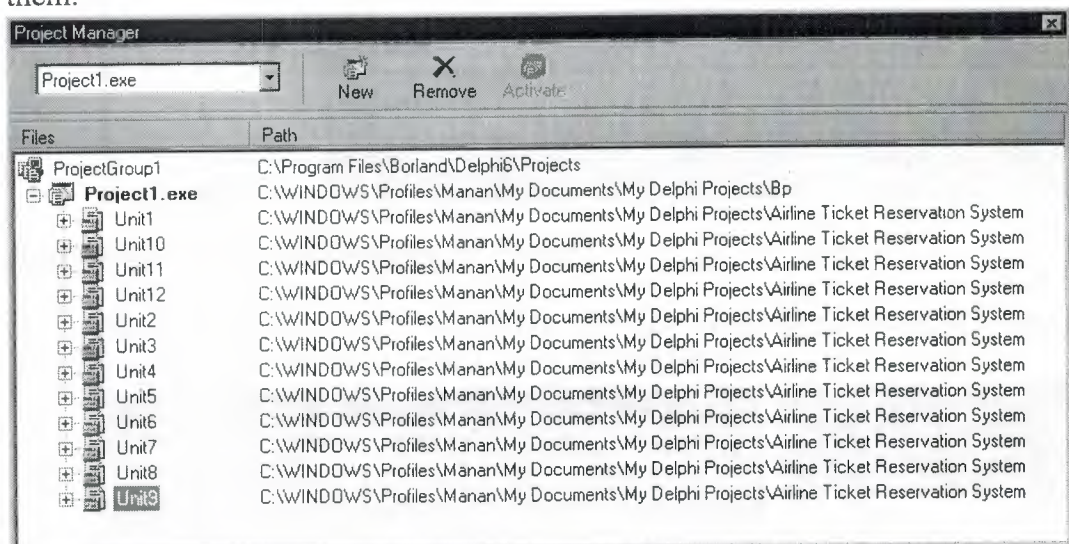 them.
Project Manager
Project1.exe
New Remove Activate
Files Path
ProjectGroup1 C:\Program Files\Borland\Delphi6\Projects
Project1.exe C:\WINDOWS\Profiles\Manan\My Documents\My Delphi Projects\Bp
Unit1 C:\WINDOWS\Profiles\Manan\My Documents\My Delphi Projects\Airline Ticket Reservation System
Unit10 C:\WINDOWS\Profiles\Manan\My Documents\My Delphi Projects\Airline Ticket Reservation System
Unit11 C:\WINDOWS\Profiles\Manan\My Documents\My Delphi Projects\Airline Ticket Reservation System
Unit12 C:\WINDOWS\Profiles\Manan\My Documents\My Delphi Projects\Airline Ticket Reservation System
Unit2 C:\WINDOWS\Profiles\Manan\My Documents\My Delphi Projects\Airline Ticket Reservation System
Unit3 C:\WINDOWS\Profiles\Manan\My Documents\My Delphi Projects\Airline Ticket Reservation System
Unit4 C:\WINDOWS\Profiles\Manan\My Documents\My Delphi Projects\Airline Ticket Reservation System
Unit5 C:\WINDOWS\Profiles\Manan\My Documents\My Delphi Projects\Airline Ticket Reservation System
Unit6 C:\WINDOWS\Profiles\Manan\My Documents\My Delphi Projects\Airline Ticket Reservation System
Unit7 C:\WINDOWS\Profiles\Manan\My Documents\My Delphi Projects\Airline Ticket Reservation System
Unit8 C:\WINDOWS\Profiles\Manan\My Documents\My Delphi Projects\Airline Ticket Reservation System
Unit9 C:\WINDOWS\Profiles\Manan\My Documents\My Delphi Projects\Airline Ticket Reservation System